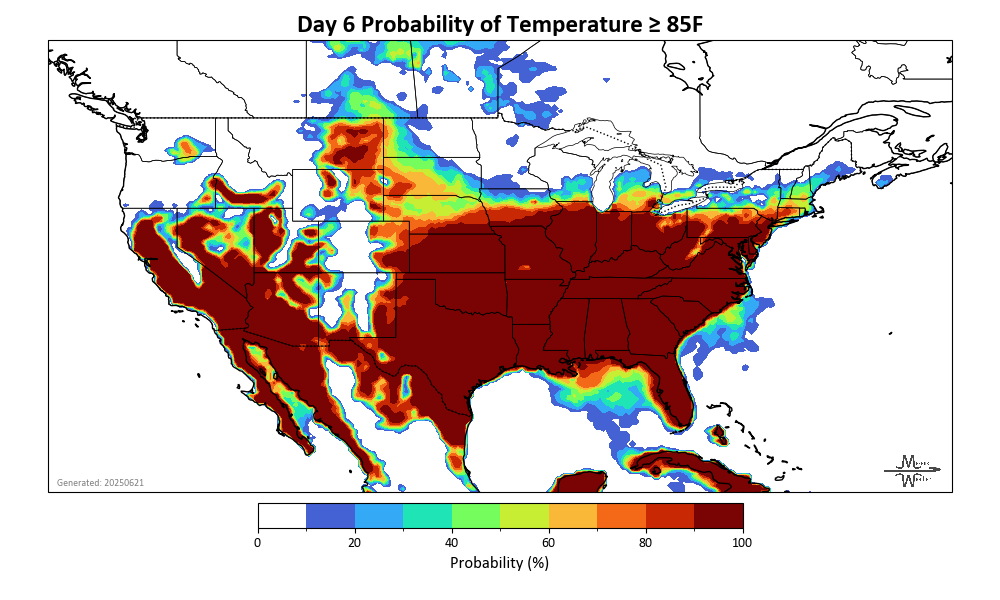 Day 6 Probability of Temperature ≥ 85F
Generated: 20250621
0 20 40 60 80 100
Probability (%)